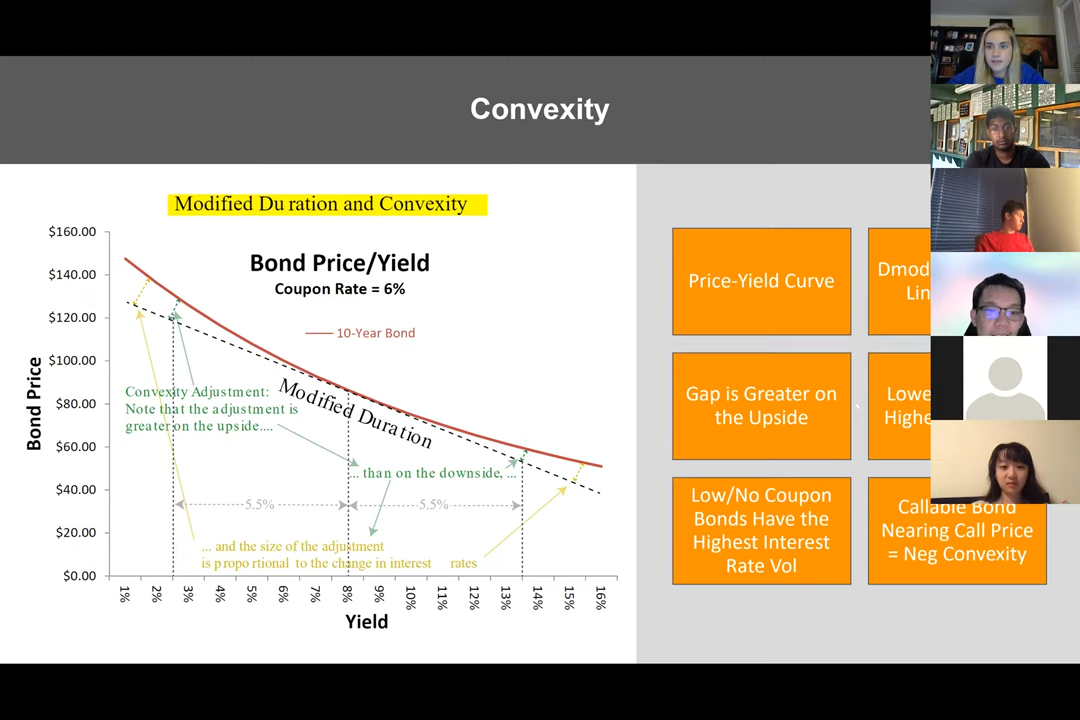 Convexity
Modified Du ration and Convexity
Bond Price/Yield
Coupon Rate = 6%
10-Year Bond
$160.00
$140.00
$120.00
$100.00
$80.00
$60.00
$40.00
$20.00
$0.00
Bond Price
Convexity Adjustment:
Note that the adjustment is
greater on the upside....
Modified Duration
... than on the downside, ...
5.5%
5.5%
... and the size of the adjustment
is p ropo rtional to the change in interest rates
1%
2%
3%
4%
5%
6%
7%
8%
9%
10%
11%
12%
13%
14%
15%
16%
Yield
Price-Yield Curve
Dmod
Lin
Gap is Greater on
the Upside
Lowe
Highe
Low/No Coupon
Bonds Have the
Highest Interest
Rate Vol
Callable Bond
Nearing Call Price
= Neg Convexity